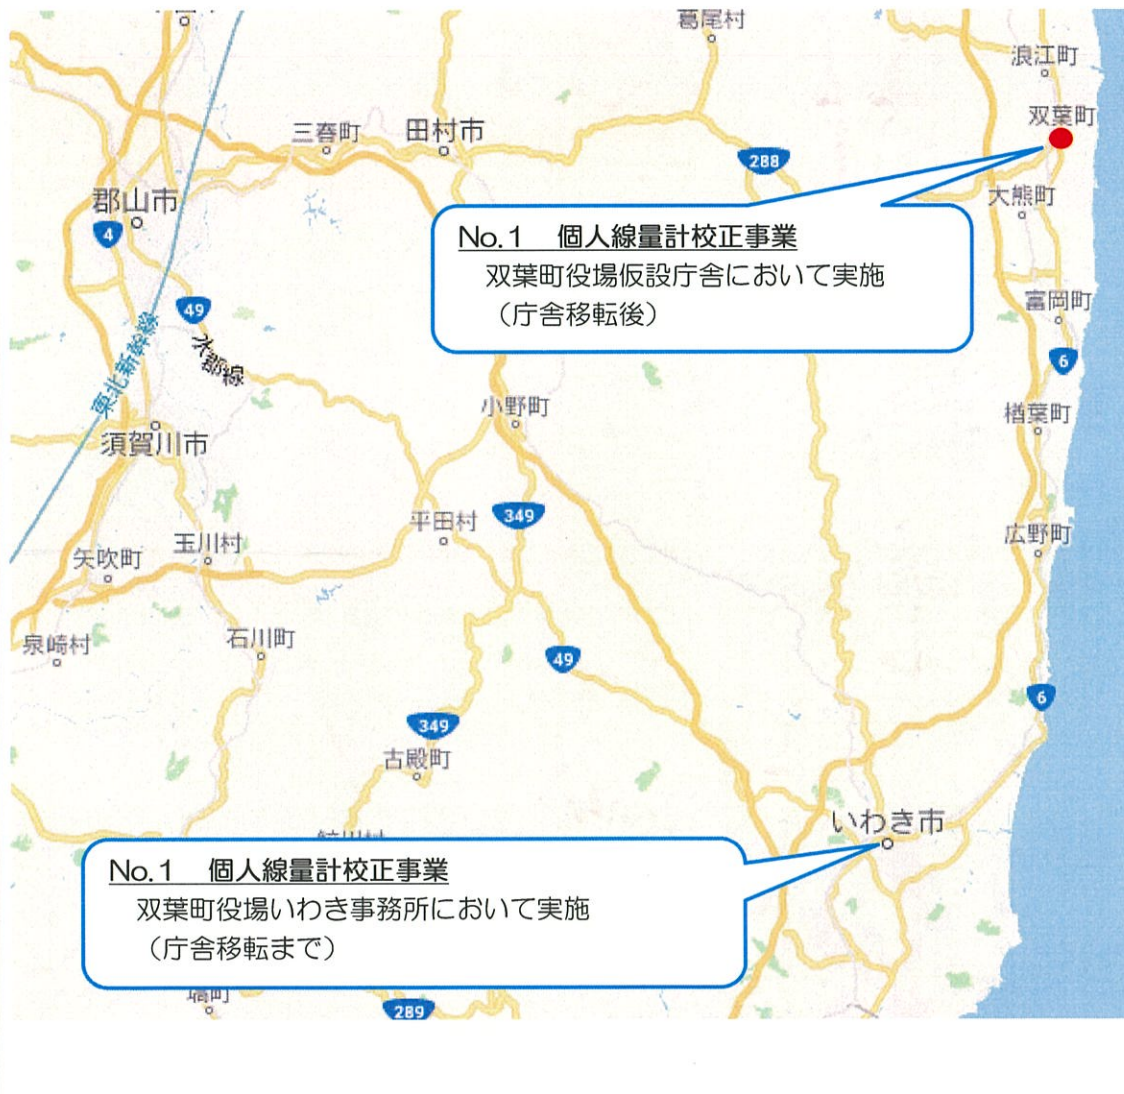 葛尾村
浪江町
双葉町
三春町
田村市
288
大熊町
郡山市
4
No.1　個人線量計校正事業
双葉町役場仮設庁舎において実施
（庁舎移転後）
富岡町
49
水郡線
東北新幹線
6
小野町
楢葉町
須賀川市
349
平田村
広野町
玉川村
矢吹町
泉崎村
石川町
49
6
349
古殿町
いわき市
鮫川村
No.1　個人線量計校正事業
双葉町役場いわき事務所において実施
（庁舎移転まで）
塙町
289